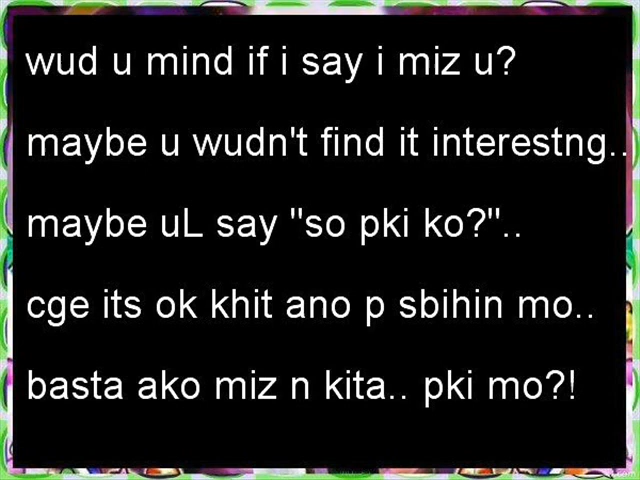 wud u mind if i say i miz u?
maybe u wudn't find it interestng..
maybe uL say "so pki ko?"..
cge its ok khit ano p sbihin mo..
basta ako miz n kita.. pki mo?!